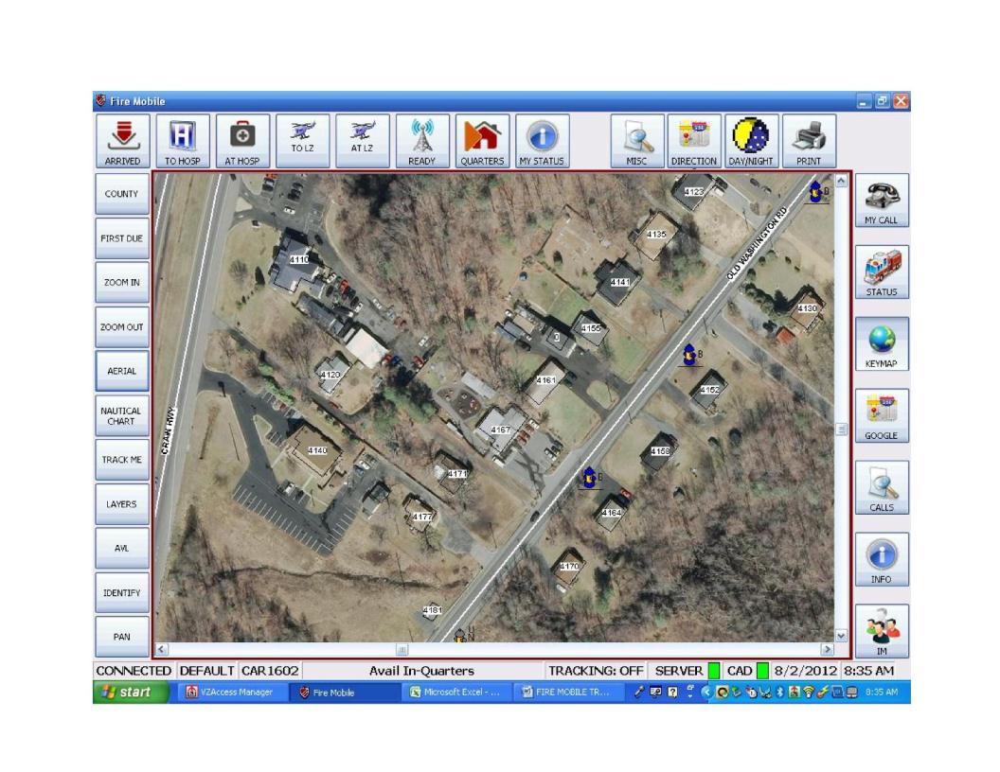 Fire Mobile
ARRIVED TO HOSP AT HOSP TO LZ AT LZ READY QUARTERS MY STATUS MISC DIRECTION DAY/NIGHT PRINT
COUNTY
FIRST DUE
ZOOM IN
ZOOM OUT
AERIAL
NAUTICAL
CHART
TRACK ME
LAYERS
AVL
IDENTIFY
PAN
4123
B
4135
OLD WASHINGTON RD
4110
4141
4130
4155
0
B
4120
4161
4152
CRAIN HWY
4167
4140
4158
4171
B
4164
4177
4170
4181
U
N
MY CALL
STATUS
KEYMAP
GOOGLE
CALLS
INFO
IM
CONNECTED DEFAULT CAR1602 Avail In-Quarters TRACKING: OFF SERVER CAD 8/2/2012 8:35 AM
start VZAccess Manager Fire Mobile Microsoft Excel - ... FIRE MOBILE TR... 8:35 AM